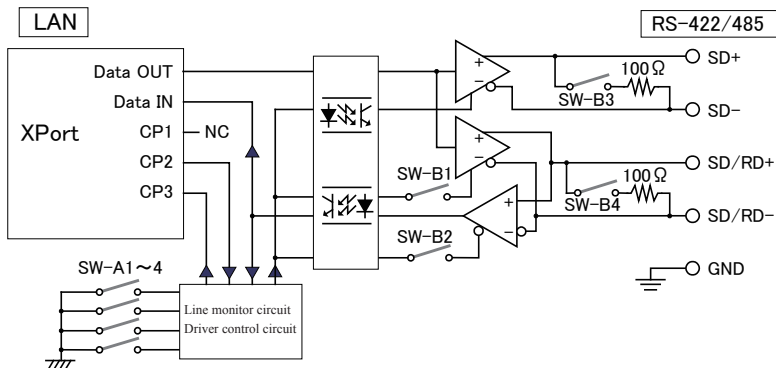 LAN
RS-422/485
XPort
Data OUT
Data IN
CP1
NC
CP2
CP3
+
−
SW-B3
100Ω
SD+
SD-
+
−
SW-B1
+
−
SW-B2
SW-B4
100Ω
SD/RD+
SD/RD-
GND
SW-A1~4
Line monitor circuit
Driver control circuit